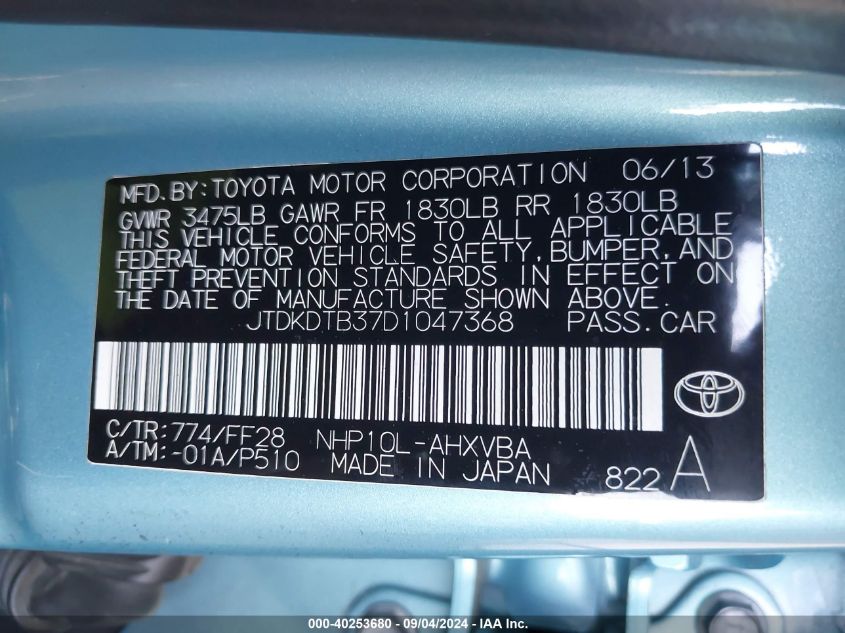 MFD. BY: TOYOTA MOTOR CORPORATION 06/13
GVWR 3475LB GAWR FR 1830LB RR 1830LB
THIS VEHICLE CONFORMS TO ALL APPLICABLE
FEDERAL MOTOR VEHICLE SAFETY, BUMPER, AND
THEFT PREVENTION STANDARDS IN EFFECT ON
THE DATE OF MANUFACTURE SHOWN ABOVE.
JTDKDTB37D1047368 PASS. CAR
C/TR: 774/FF28 NHP10L-AHXVBA
A/TM: -01A/P510 MADE IN JAPAN
822 A
000-40253680 - 09/04/2024 - IAA Inc.